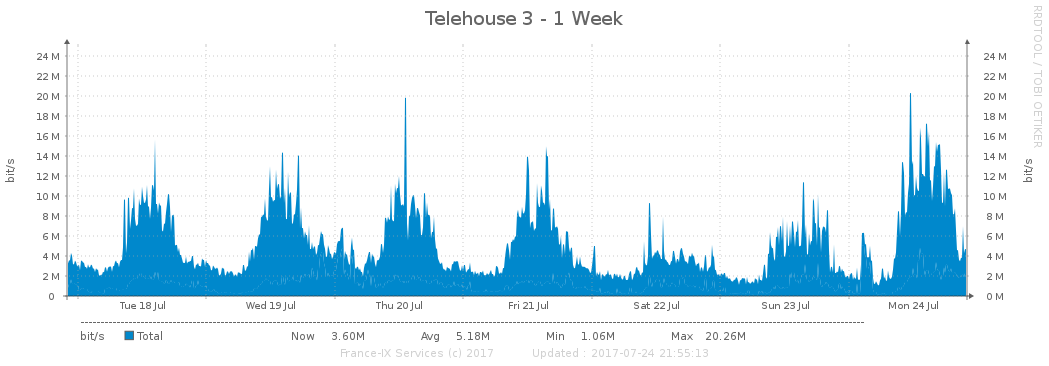 Telehouse 3 - 1 Week
RRDTOOL / TOBI OETIKER
bit/s
bit/s
24 M 24 M
22 M 22 M
20 M 20 M
18 M 18 M
16 M 16 M
14 M 14 M
12 M 12 M
10 M 10 M
8 M 8 M
6 M 6 M
4 M 4 M
2 M 2 M
0 0 M
Tue 18 Jul Wed 19 Jul Thu 20 Jul Fri 21 Jul Sat 22 Jul Sun 23 Jul Mon 24 Jul
bit/s Total Now 3.60M Avg 5.18M Min 1.06M Max 20.26M
France-IX Services (c) 2017 Updated : 2017-07-24 21:55:13